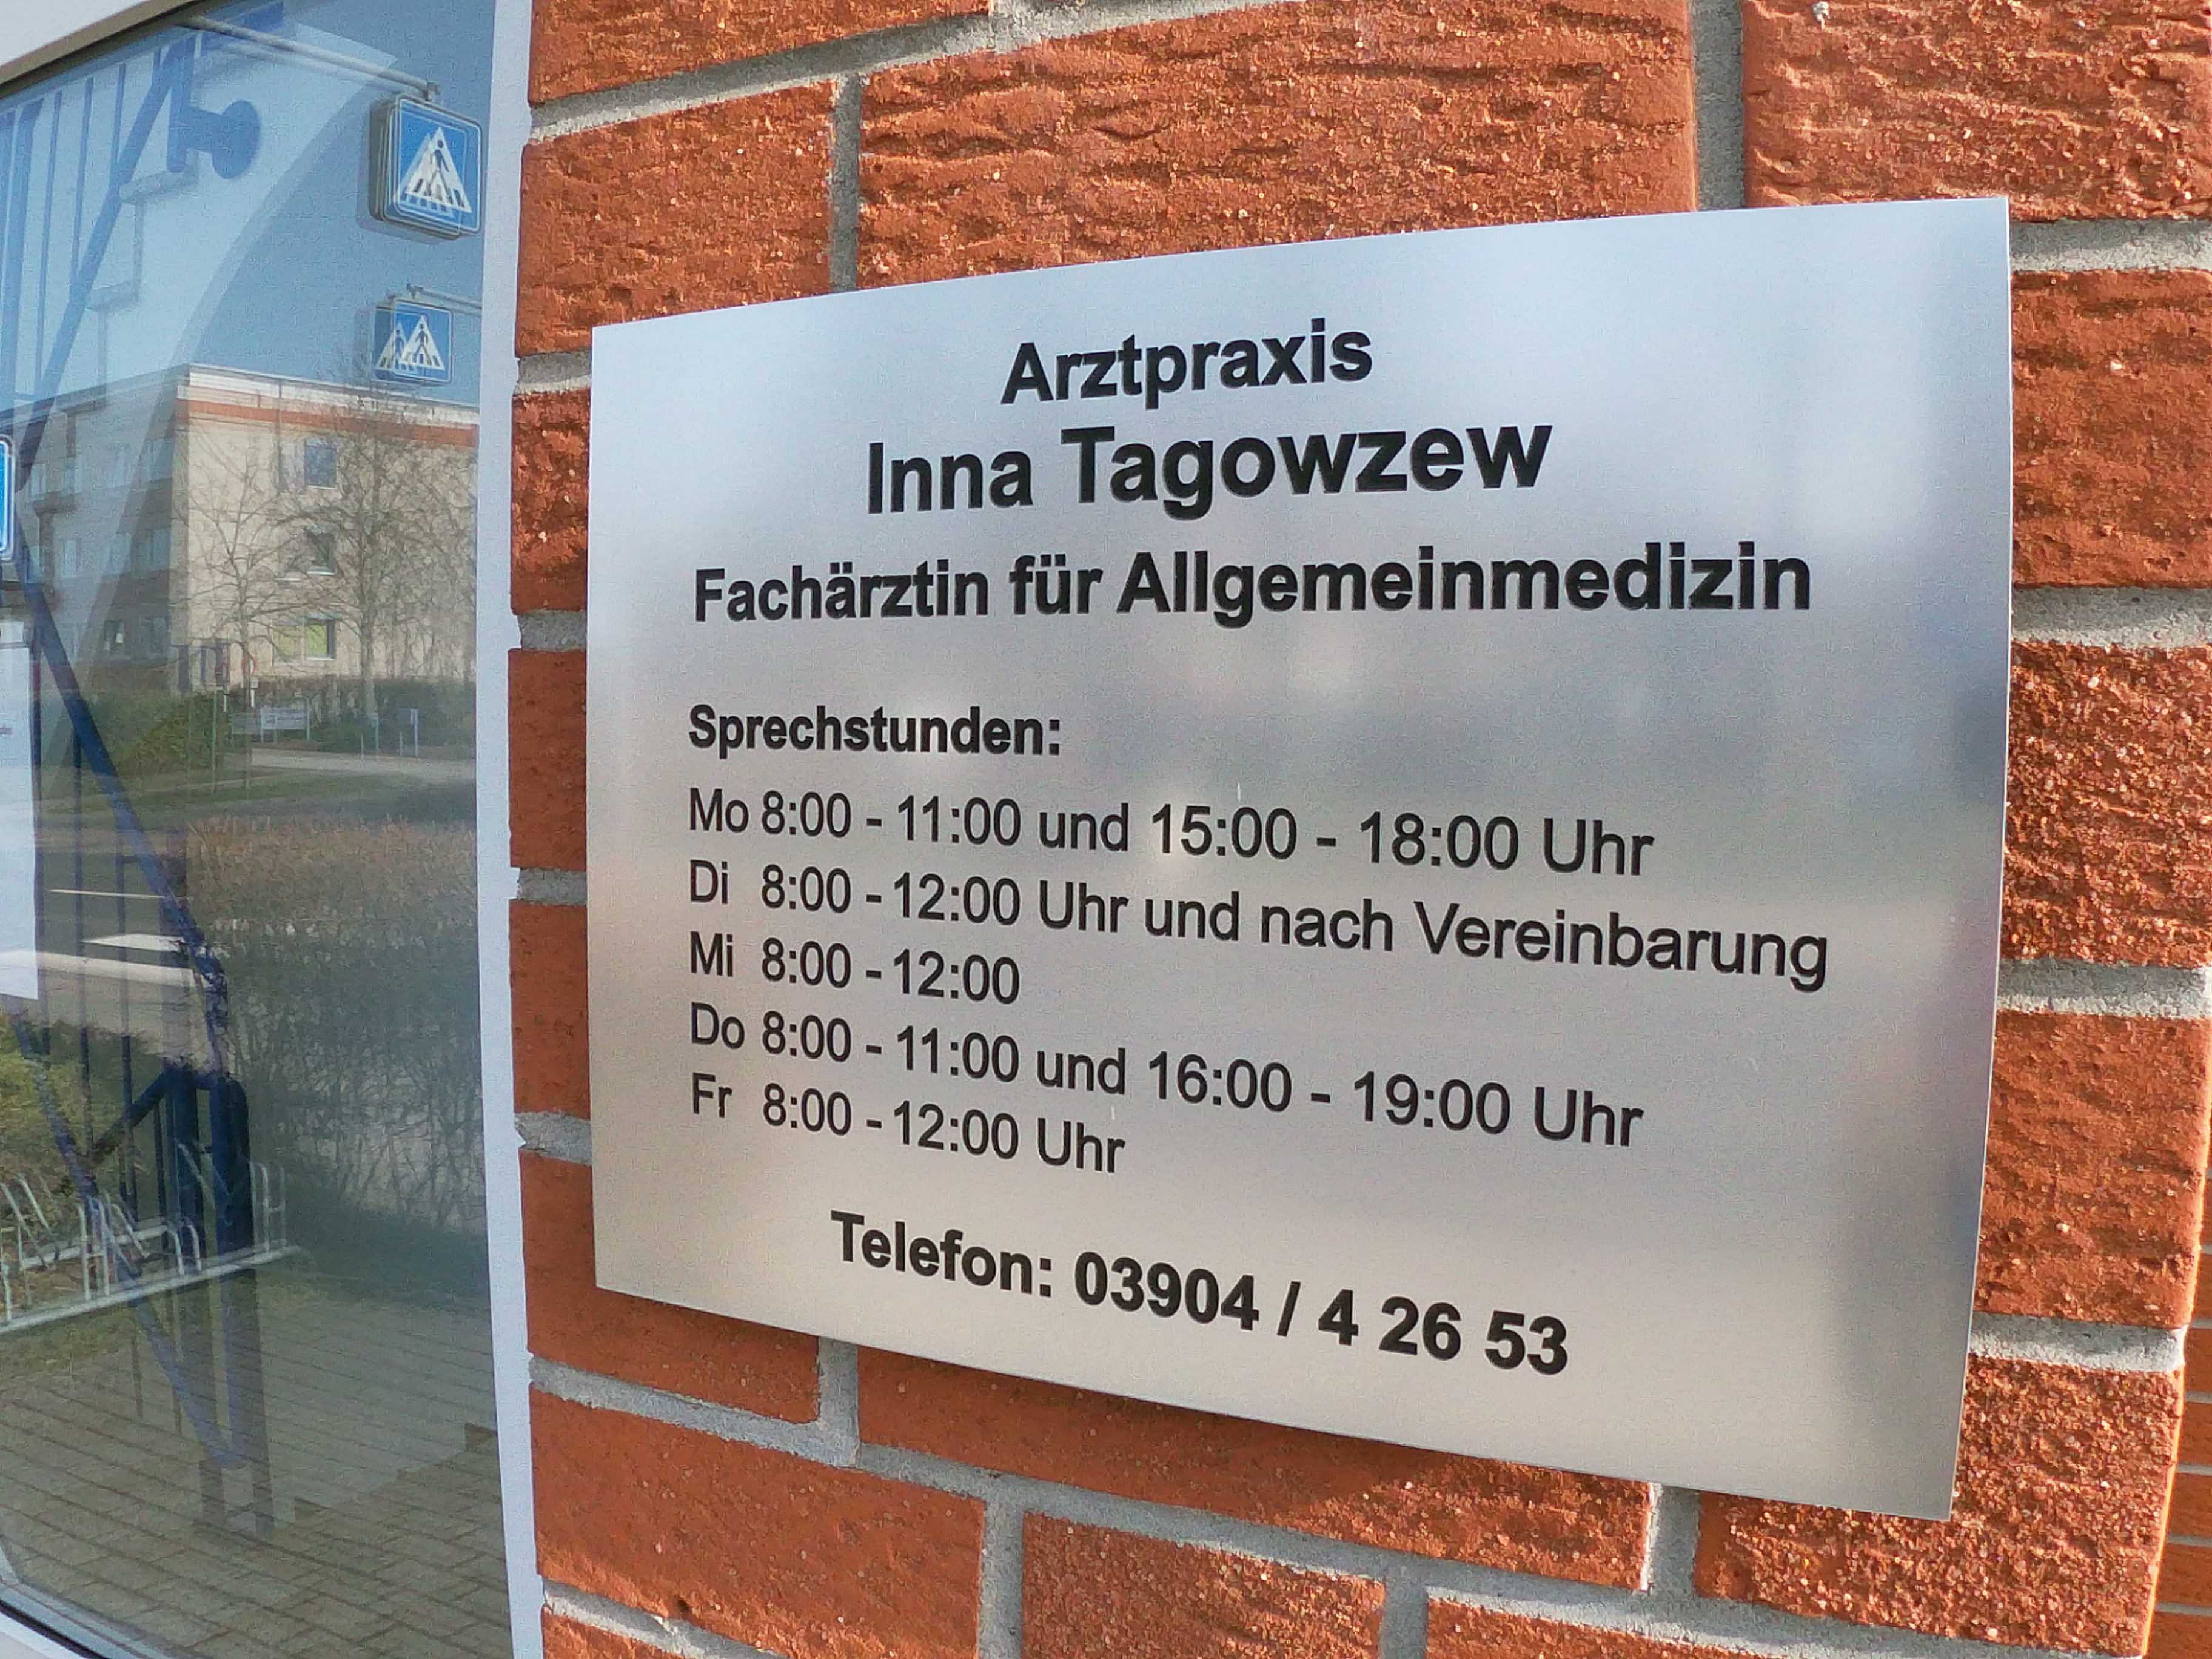 Arztpraxis
Inna Tagowzew
Fachärztin für Allgemeinmedizin
Sprechstunden:
Mo 8:00 - 11:00 und 15:00 - 18:00 Uhr
Di 8:00 - 12:00 Uhr und nach Vereinbarung
Mi 8:00 - 12:00
Do 8:00 - 11:00 und 16:00 - 19:00 Uhr
Fr 8:00 - 12:00 Uhr
Telefon: 03904 / 4 26 53